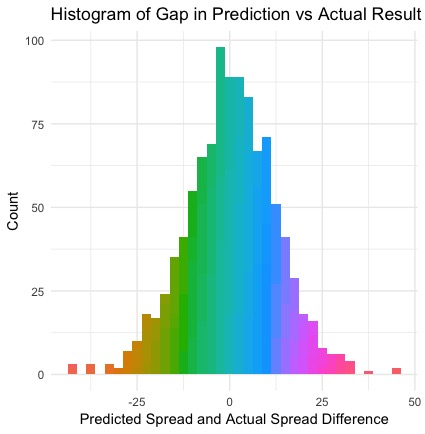 Histogram of Gap in Prediction vs Actual Result
100
75
50
25
0
Count
-25 0 25 50
Predicted Spread and Actual Spread Difference